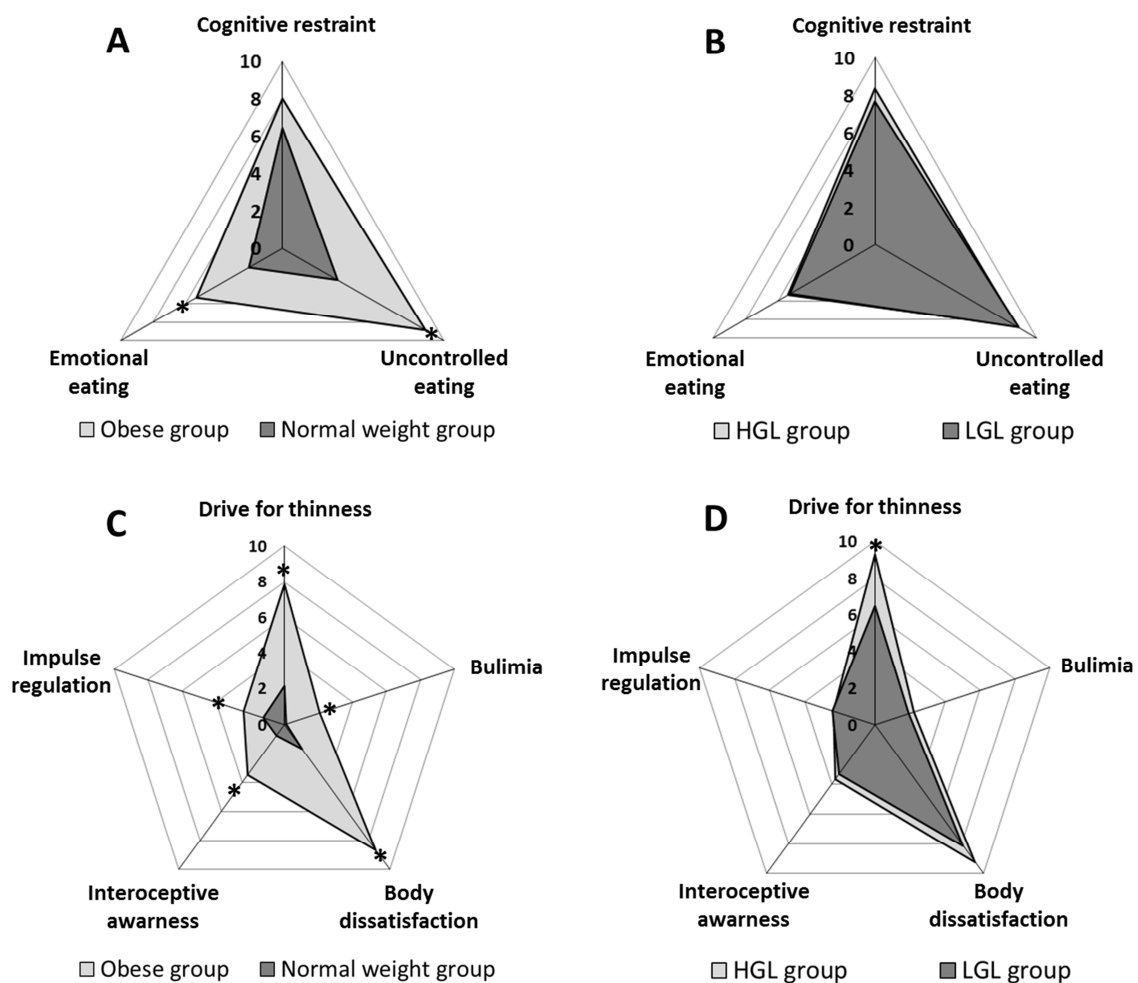 A
Cognitive restraint
10
8
6
4
2
0
*
*
Emotional
eating
Uncontrolled
eating
Obese group
Normal weight group
B
Cognitive restraint
10
8
6
4
2
0
Emotional
eating
Uncontrolled
eating
HGL group
LGL group
C
Drive for thinness
10
*
8
6
4
2
0
Impulse
regulation
*
*
Bulimia
*
*
Interoceptive
awarness
Body
dissatisfaction
Obese group
Normal weight group
D
Drive for thinness
10
*
8
6
4
2
0
Impulse
regulation
Bulimia
Interoceptive
awarness
Body
dissatisfaction
HGL group
LGL group